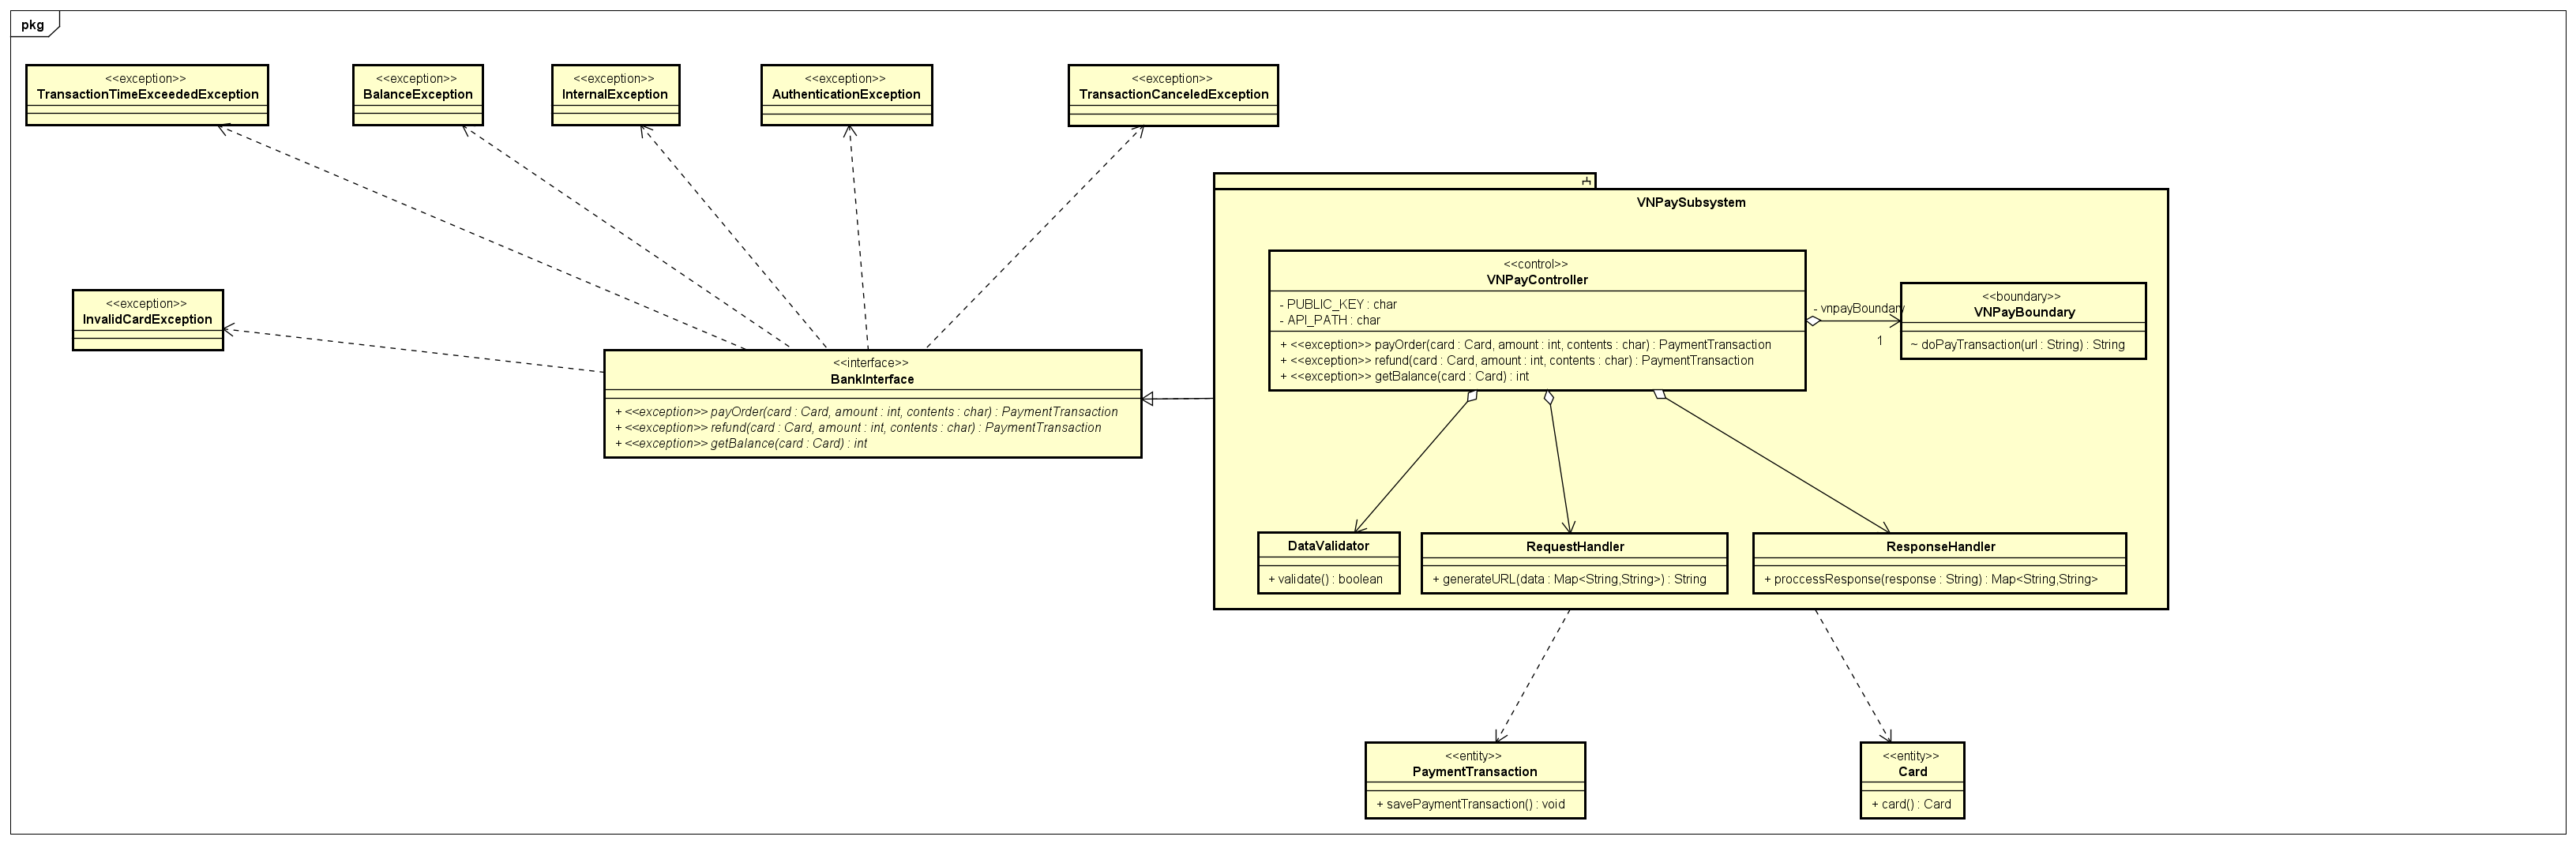 pkg
<<exception>>
TransactionTimeExceededException
<<exception>>
BalanceException
<<exception>>
InternalException
<<exception>>
AuthenticationException
<<exception>>
TransactionCanceledException
<<exception>>
InvalidCardException
<<interface>>
BankInterface
+ <<exception>> payOrder(card : Card, amount : int, contents : char) : PaymentTransaction
+ <<exception>> refund(card : Card, amount : int, contents : char) : PaymentTransaction
+ <<exception>> getBalance(card : Card) : int
VNPaySubsystem
<<control>>
VNPayController
- PUBLIC_KEY : char
- API_PATH : char
+ <<exception>> payOrder(card : Card, amount : int, contents : char) : PaymentTransaction
+ <<exception>> refund(card : Card, amount : int, contents : char) : PaymentTransaction
+ <<exception>> getBalance(card : Card) : int
- vnpayBoundary
1
<<boundary>>
VNPayBoundary
~ doPayTransaction(url : String) : String
DataValidator
+ validate() : boolean
RequestHandler
+ generateURL(data : Map<String,String>) : String
ResponseHandler
+ proccessResponse(response : String) : Map<String,String>
<<entity>>
PaymentTransaction
+ savePaymentTransaction() : void
<<entity>>
Card
+ card() : Card